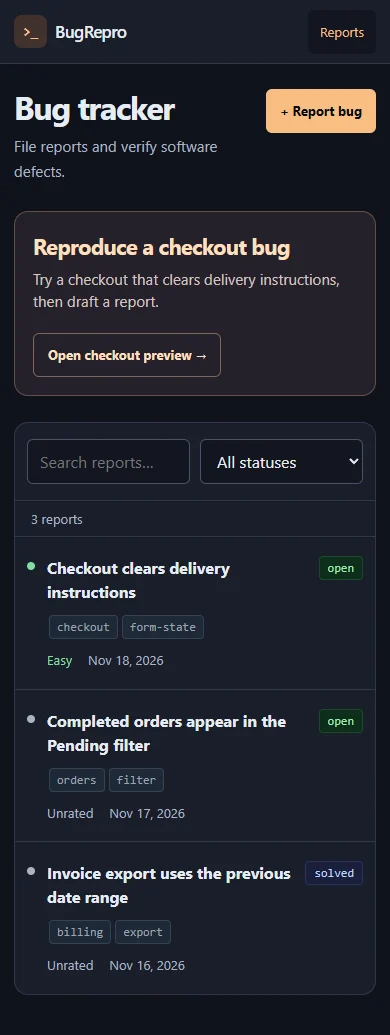 >_ BugRepro Reports
Bug tracker
+ Report bug
File reports and verify software
defects.
Reproduce a checkout bug
Try a checkout that clears delivery instructions,
then draft a report.
Open checkout preview →
Search reports... All statuses
3 reports
Checkout clears delivery
instructions
open
checkout form-state
Easy Nov 18, 2026
Completed orders appear in the
Pending filter
open
orders filter
Unrated Nov 17, 2026
Invoice export uses the previous
date range
solved
billing export
Unrated Nov 16, 2026